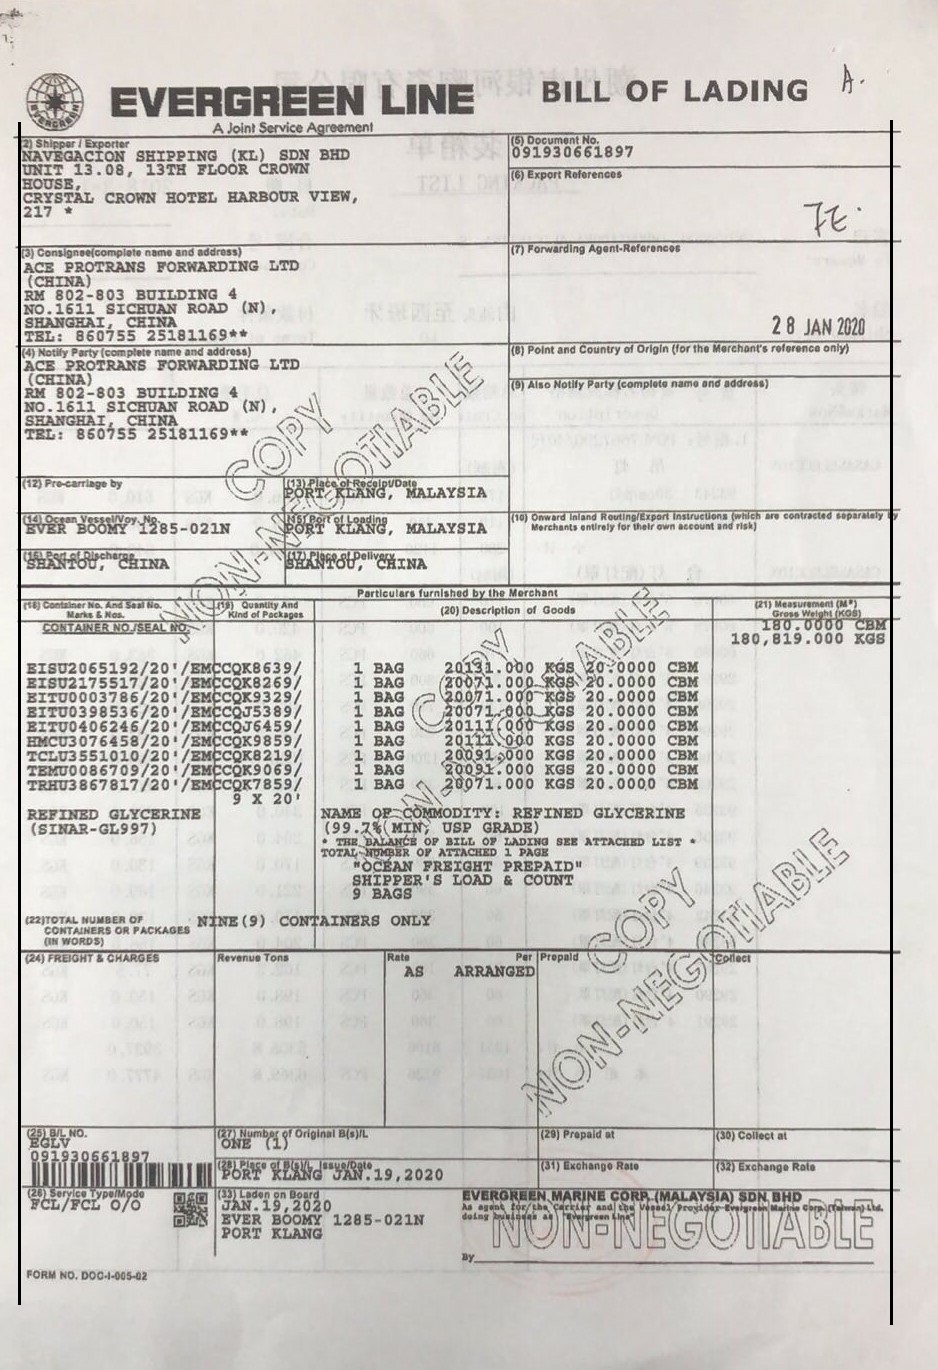 EVERGREEN LINE
A Joint Service Agreement
BILL OF LADING
A.
(2) Shipper / Exporter
NAVEGACION SHIPPING (KL) SDN BHD
UNIT 13.08, 13TH FLOOR CROWN
HOUSE,
CRYSTAL CROWN HOTEL HARBOUR VIEW,
217 *
(5) Document No.
091930661897
(6) Export References
(3) Consignee(complete name and address)
ACE PROTRANS FORWARDING LTD
(CHINA)
RM 802-803 BUILDING 4
NO.1611 SICHUAN ROAD (N),
SHANGHAI, CHINA
TEL: 860755 25181169**
(7) Forwarding Agent-References
28 JAN 2020
(4) Notify Party (complete name and address)
ACE PROTRANS FORWARDING LTD
(CHINA)
RM 802-803 BUILDING 4
NO.1611 SICHUAN ROAD (N),
SHANGHAI, CHINA
TEL: 860755 25181169**
(8) Point and Country of Origin (for the Merchant's reference only)
(9) Also Notify Party (complete name and address)
COPY
NON-NEGOTIABLE
(12) Pre-carriage by
(13) Place of Receipt/Date
PORT KLANG, MALAYSIA
(14) Ocean Vessel/Voy. No.
EVER BOOMY 1285-021N
(15) Port of Loading
PORT KLANG, MALAYSIA
(10) Onward Inland Routing/Export Instructions (which are contracted separately by
Merchants entirely for their own account and risk)
(16) Port of Discharge
SHANTOU, CHINA
(17) Place of Delivery
SHANTOU, CHINA
Particulars furnished by the Merchant
(18) Container No. And Seal No.
Marks & Nos.
(19) Quantity And
Kind of Packages
(20) Description of Goods
(21) Measurement (M³)
Gross Weight (KGS)
CONTAINER NO./SEAL NO.
180.0000 CBM
180,819.000 KGS
EISU2065192/20'/EMCCQK8639/ 1 BAG 20131.000 KGS 20.0000 CBM
EISU2175517/20'/EMCCQK8269/ 1 BAG 20071.000 KGS 20.0000 CBM
EITU0003786/20'/EMCCQK9329/ 1 BAG 20071.000 KGS 20.0000 CBM
EITU0398536/20'/EMCCQJ5389/ 1 BAG 20071.000 KGS 20.0000 CBM
EITU0406246/20'/EMCCQJ6459/ 1 BAG 20111.000 KGS 20.0000 CBM
HMCU3076458/20'/EMCCQK9859/ 1 BAG 20111.000 KGS 20.0000 CBM
TCLU3551010/20'/EMCCQK8219/ 1 BAG 20091.000 KGS 20.0000 CBM
TEMU0086709/20'/EMCCQK9069/ 1 BAG 20091.000 KGS 20.0000 CBM
TRHU3867817/20'/EMCCQK7859/ 1 BAG 20071.000 KGS 20.0000 CBM
9 X 20'
REFINED GLYCERINE
(SINAR-GL997)
NAME OF COMMODITY: REFINED GLYCERINE
(99.7% MIN, USP GRADE)
* THE BALANCE OF BILL OF LADING SEE ATTACHED LIST *
TOTAL NUMBER OF ATTACHED 1 PAGE
"OCEAN FREIGHT PREPAID"
SHIPPER'S LOAD & COUNT
9 BAGS
COPY
NON-NEGOTIABLE
(22)TOTAL NUMBER OF
CONTAINERS OR PACKAGES
(IN WORDS)
NINE(9) CONTAINERS ONLY
(24) FREIGHT & CHARGES
Revenue Tons
Rate
Per
Prepaid
Collect
AS ARRANGED
COPY
NON-NEGOTIABLE
(25) B/L NO.
EGLV
091930661897
(27) Number of Original B(s)/L
ONE (1)
(29) Prepaid at
(30) Collect at
(28) Place of B(s)/L Issue/Date
PORT KLANG JAN.19,2020
(31) Exchange Rate
(32) Exchange Rate
(26) Service Type/Mode
FCL/FCL O/O
(33) Laden on Board
JAN.19,2020
EVER BOOMY 1285-021N
PORT KLANG
EVERGREEN MARINE CORP.(MALAYSIA) SDN BHD
As agent for the Carrier and the Vessel Provider-Evergreen Marine Corp.(Taiwan) Ltd.
doing business as "Evergreen Line"
NON-NEGOTIABLE
By
FORM NO. DOC-I-005-02